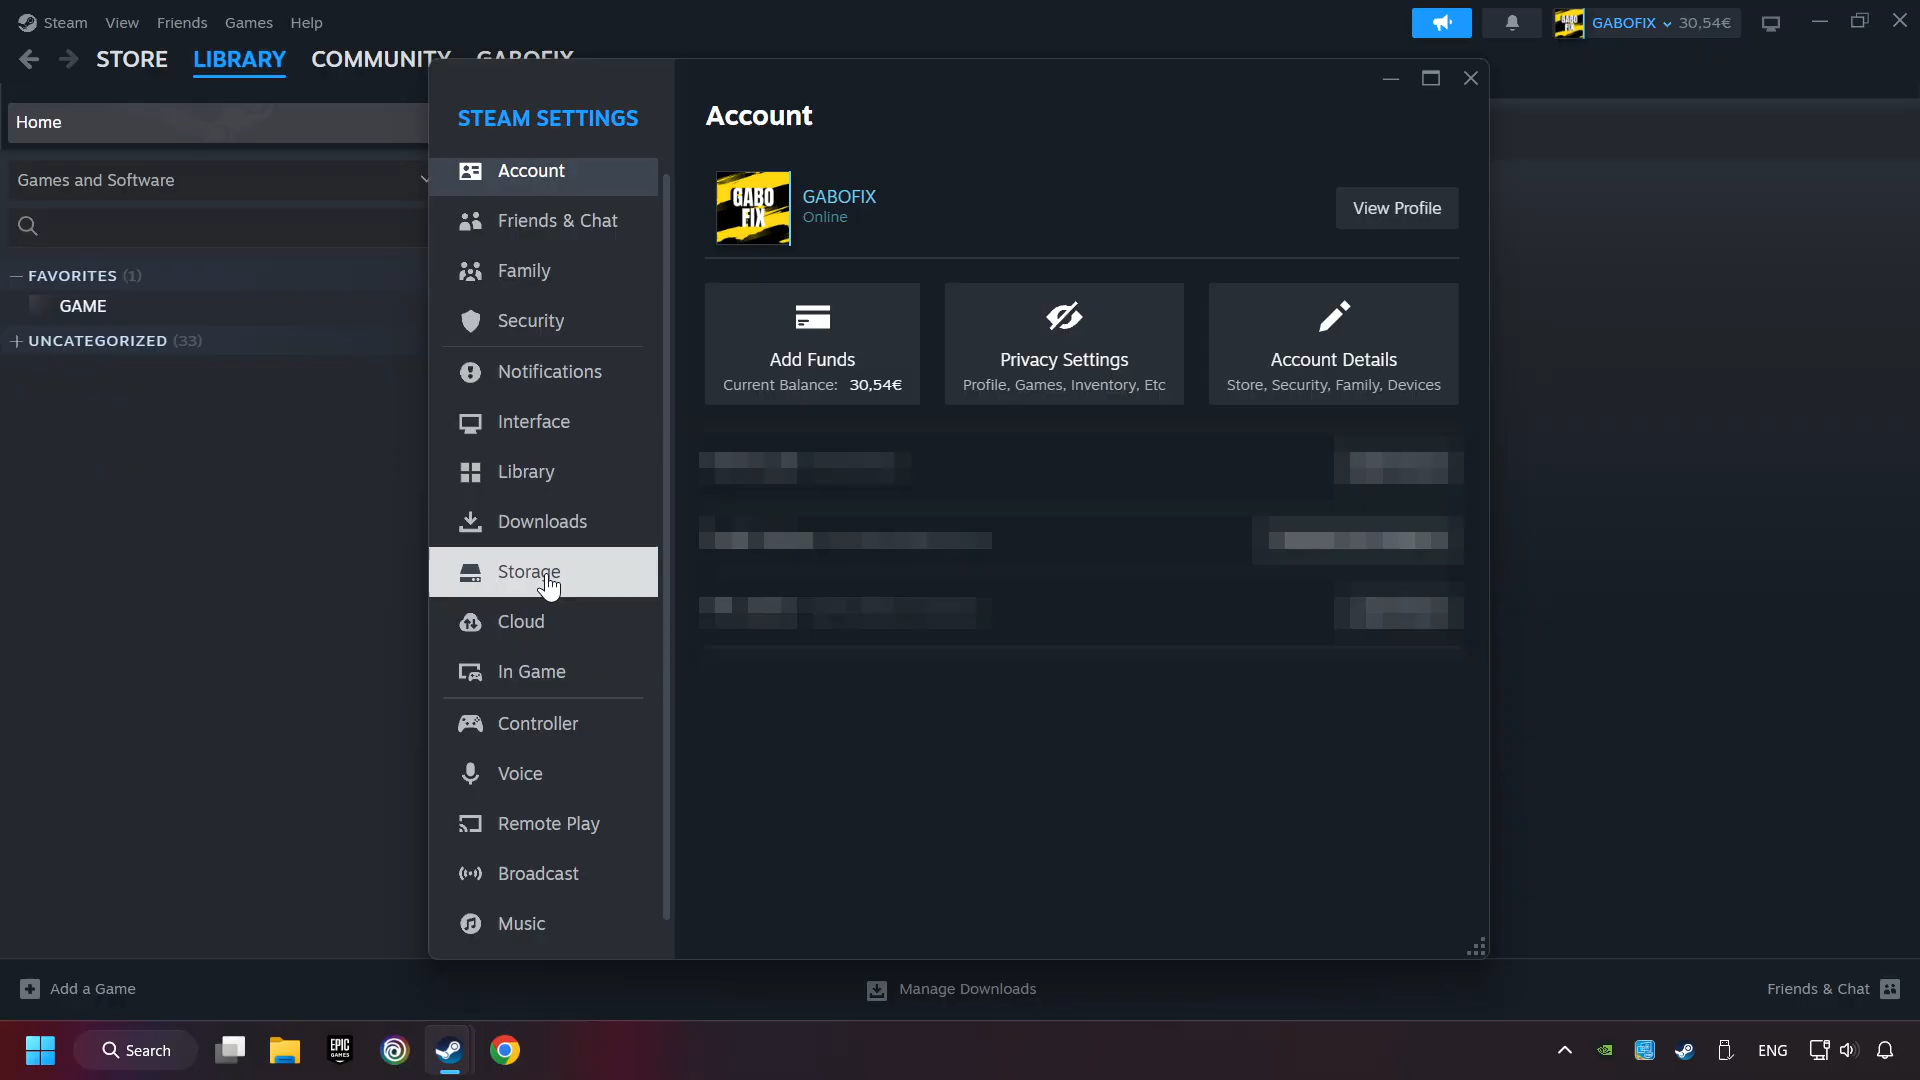 Steam View Friends Games Help
GABOFIX 30,54€
STORE LIBRARY COMMUNITY GABOFIX
Home
Games and Software
FAVORITES (1)
GAME
UNCATEGORIZED (33)
STEAM SETTINGS
Account
Friends & Chat
Family
Security
Notifications
Interface
Library
Downloads
Storage
Cloud
In Game
Controller
Voice
Remote Play
Broadcast
Music
Account
GABO
FIX
GABOFIX
Online
View Profile
Add Funds
Current Balance: 30,54€
Privacy Settings
Profile, Games, Inventory, Etc
Account Details
Store, Security, Family, Devices
Add a Game
Manage Downloads
Friends & Chat
Search
EPIC
GAMES
ENG